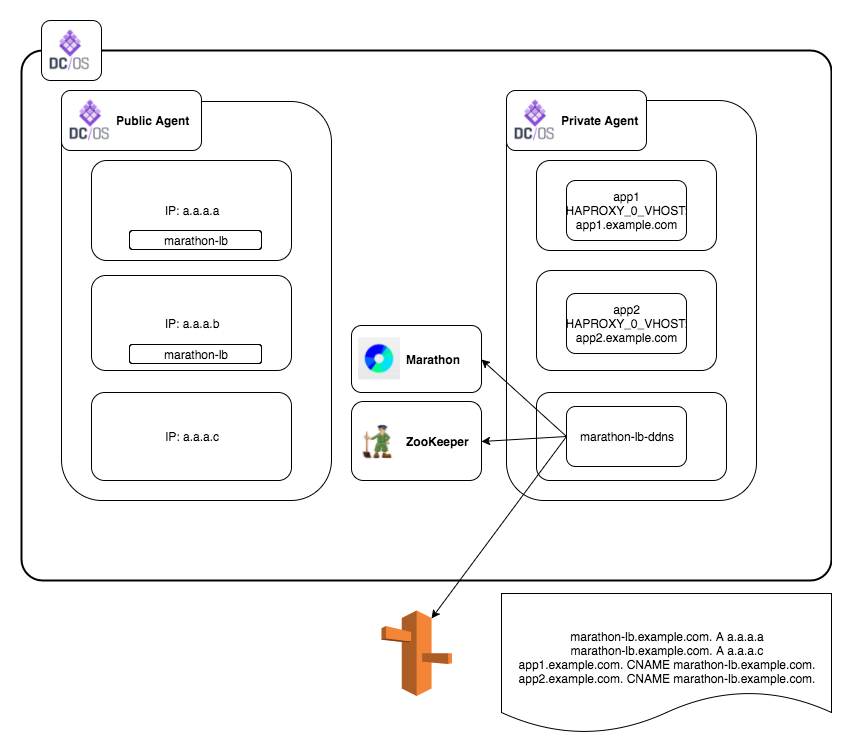 DC/OS
DC/OS
Public Agent
IP: a.a.a.a
marathon-lb
IP: a.a.a.b
marathon-lb
IP: a.a.a.c
Marathon
ZooKeeper
DC/OS
Private Agent
app1
HAPROXY_0_VHOST:
app1.example.com
app2
HAPROXY_0_VHOST:
app2.example.com
marathon-lb-ddns
marathon-lb.example.com. A a.a.a.a
marathon-lb.example.com. A a.a.a.c
app1.example.com. CNAME marathon-lb.example.com.
app2.example.com. CNAME marathon-lb.example.com.